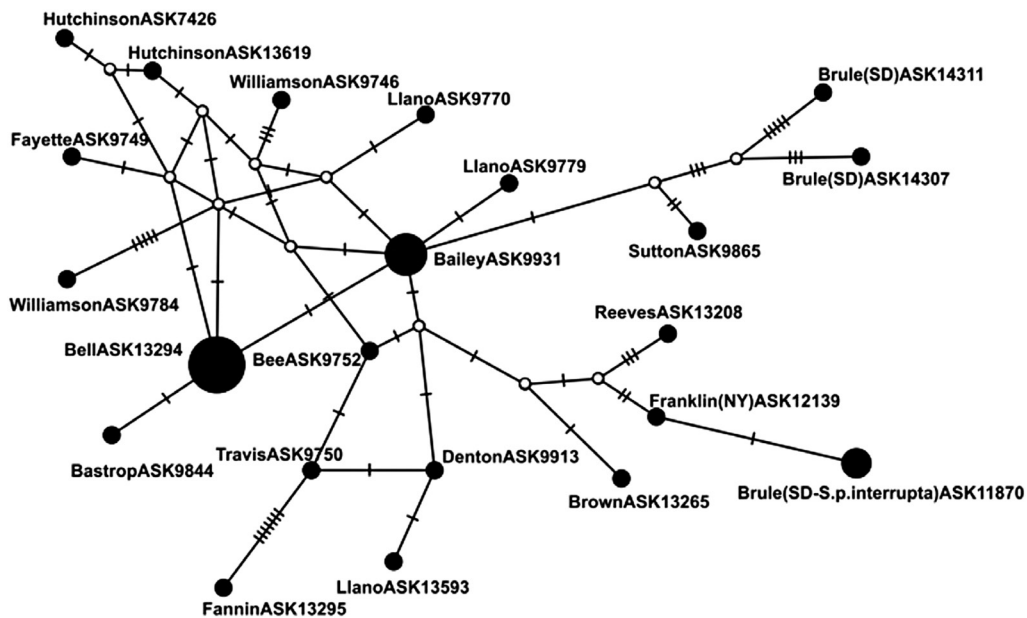 HutchinsonASK7426
HutchinsonASK13619
WilliamsonASK9746
Brule(SD)ASK14311
LlanoASK9770
FayetteASK9749
LlanoASK9779
Brule(SD)ASK14307
SuttonASK9865
BaileyASK9931
WilliamsonASK9784
ReevesASK13208
BellASK13294
BeeASK9752
Franklin(NY)ASK12139
TravisASK9750
DentonASK9913
BastropASK9844
Brule(SD-S.p.interrupta)ASK11870
BrownASK13265
LlanoASK13593
FanninASK13295